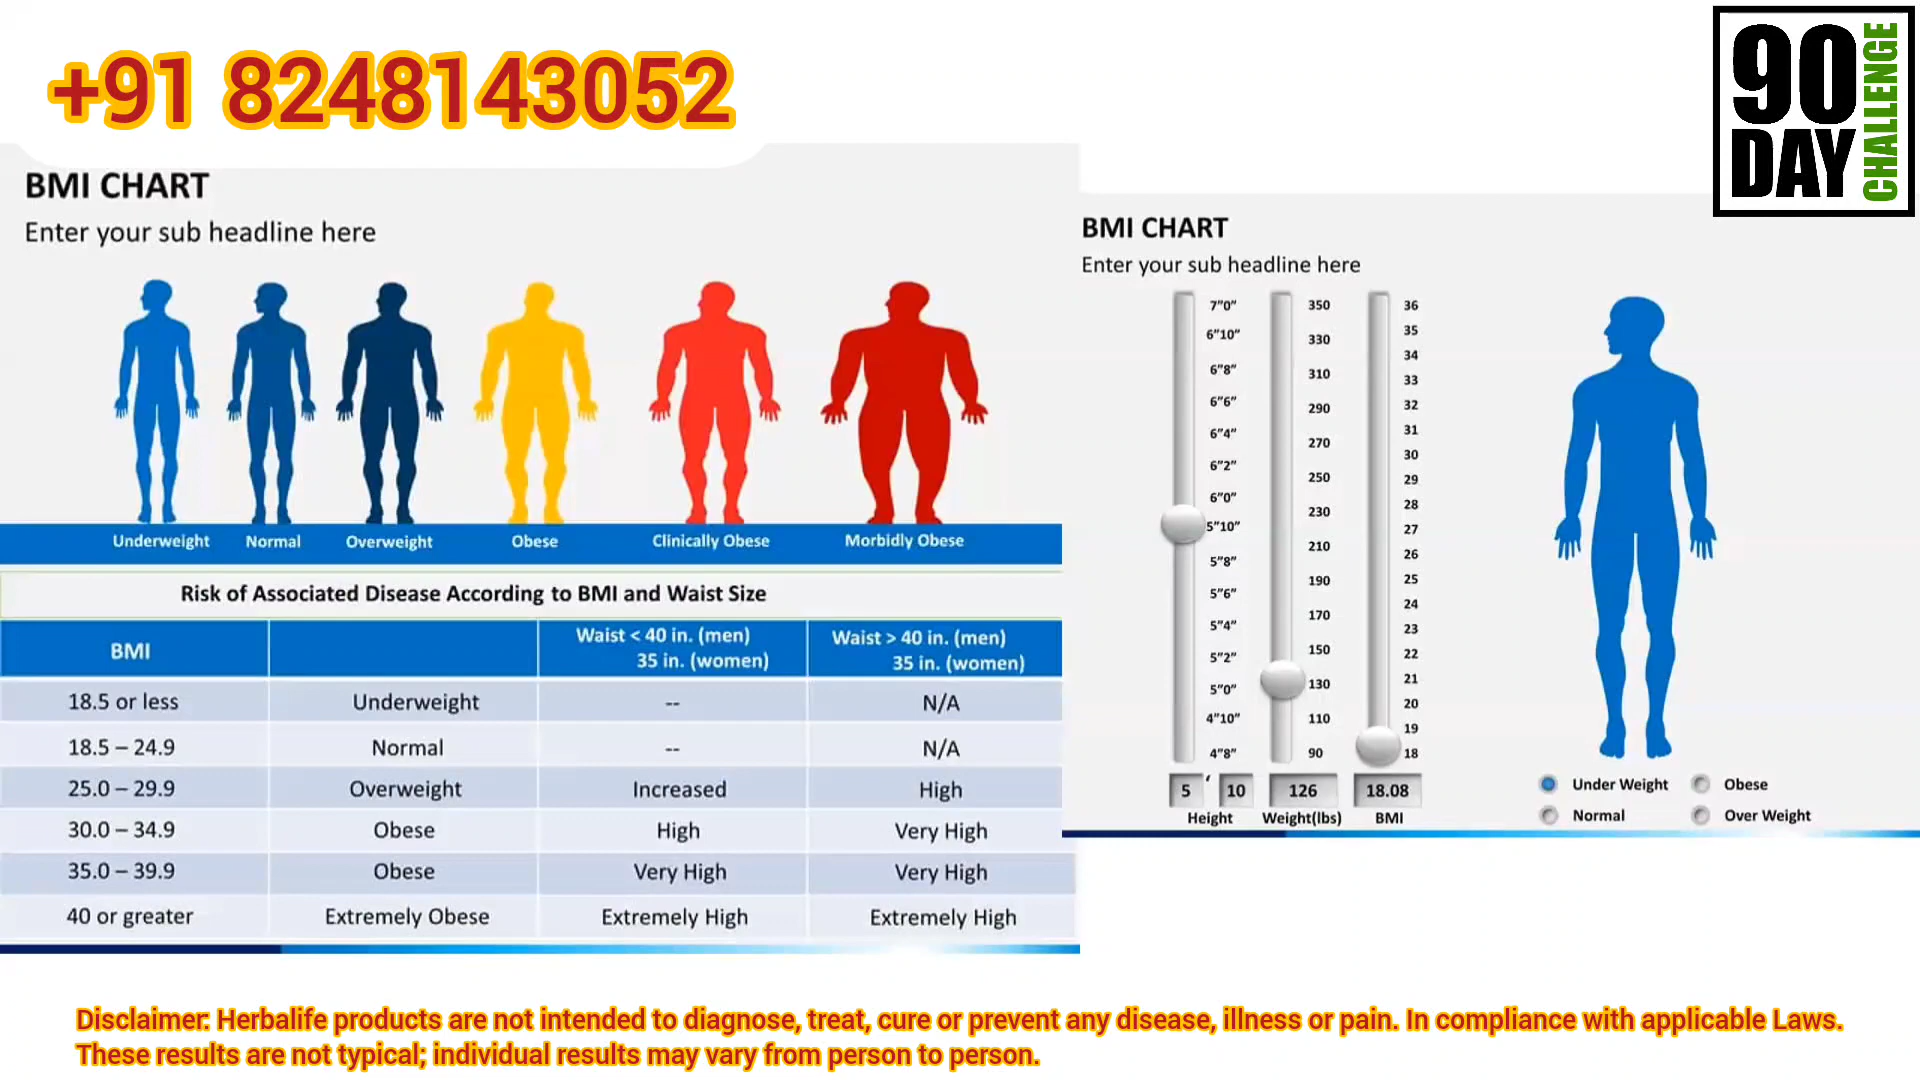 +91 8248143052
90
DAY
CHALLENGE
BMI CHART
Enter your sub headline here
Underweight Normal Overweight Obese Clinically Obese Morbidly Obese
Risk of Associated Disease According to BMI and Waist Size
BMI Waist < 40 in. (men) 35 in. (women) Waist > 40 in. (men) 35 in. (women)
18.5 or less Underweight -- N/A
18.5 – 24.9 Normal -- N/A
25.0 – 29.9 Overweight Increased High
30.0 – 34.9 Obese High Very High
35.0 – 39.9 Obese Very High Very High
40 or greater Extremely Obese Extremely High Extremely High
BMI CHART
Enter your sub headline here
7"0"
6"10"
6"8"
6"6"
6"4"
6"2"
6"0"
5"10"
5"8"
5"6"
5"4"
5"2"
5"0"
4"10"
4"8"
350
330
310
290
270
250
230
210
190
170
150
130
110
90
36
35
34
33
32
31
30
29
28
27
26
25
24
23
22
21
20
19
18
5 ' 10 126 18.08
Height Weight(lbs) BMI
Under Weight Obese
Normal Over Weight
Disclaimer: Herbalife products are not intended to diagnose, treat, cure or prevent any disease, illness or pain. In compliance with applicable Laws.
These results are not typical; individual results may vary from person to person.